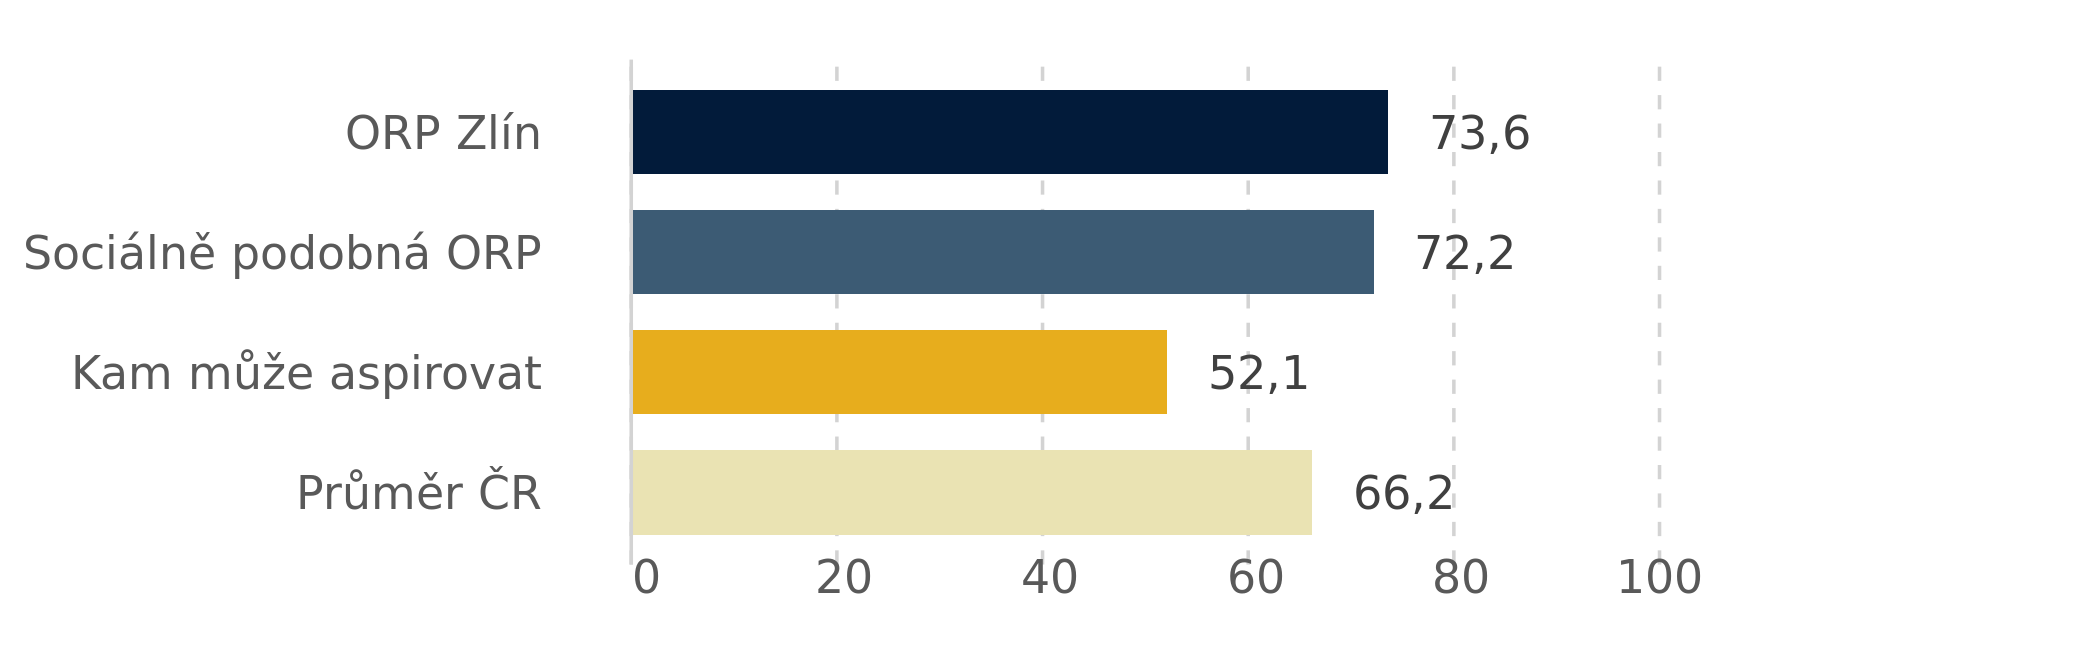 ORP Zlín 73,6
Sociálně podobná ORP 72,2
Kam může aspirovat 52,1
Průměr ČR 66,2
0 20 40 60 80 100